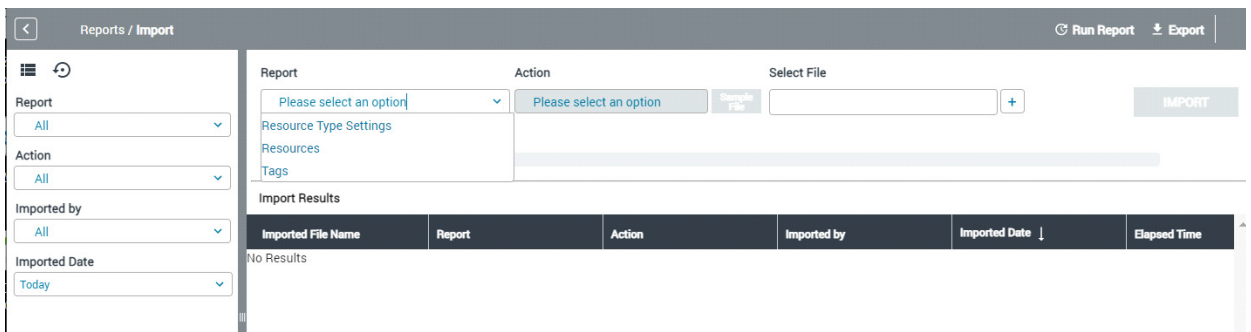 Reports / Import
Run Report
Export
Report
All
Action
All
Imported by
All
Imported Date
Today
Report
Action
Select File
Please select an option
Please select an option
Sample File
+
IMPORT
Resource Type Settings
Resources
Tags
Import Results
Imported File Name
Report
Action
Imported by
Imported Date ↓
Elapsed Time
No Results